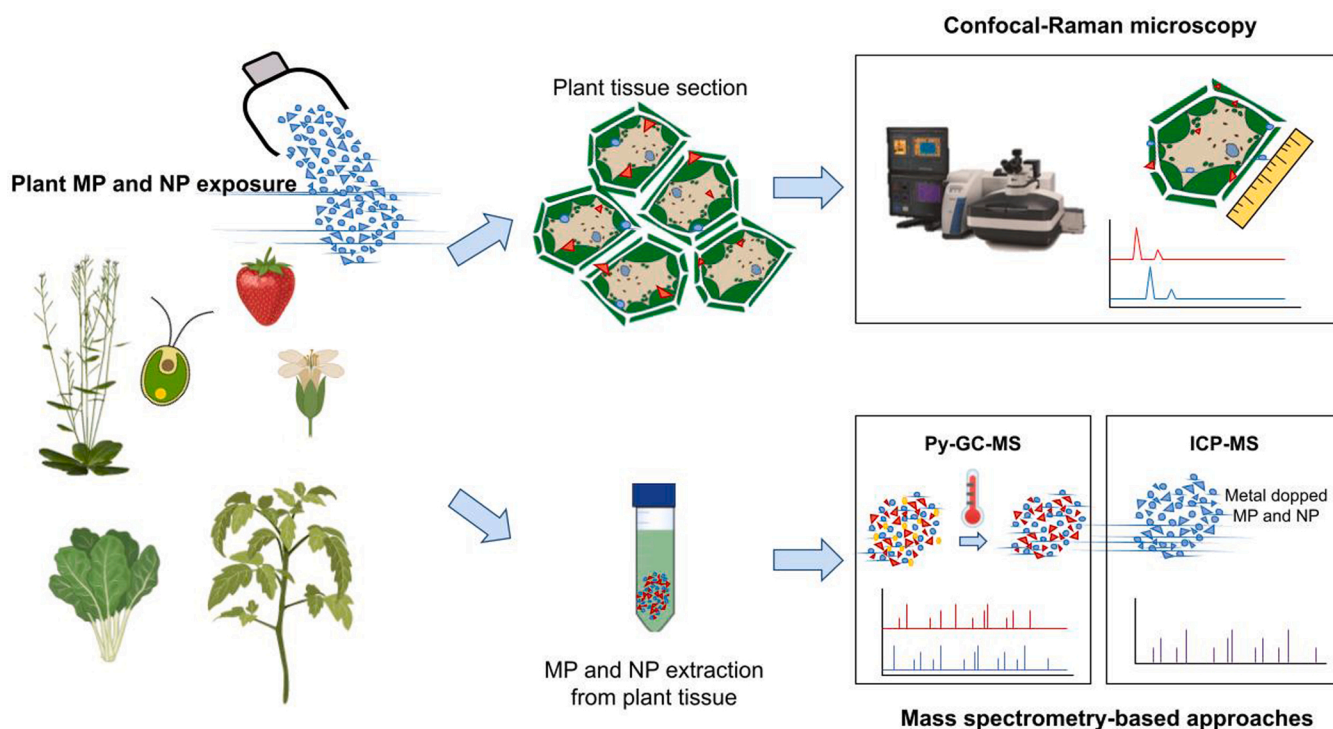 Confocal-Raman microscopy
Plant tissue section
Plant MP and NP exposure
Py-GC-MS
ICP-MS
Metal dopped
MP and NP
MP and NP extraction
from plant tissue
Mass spectrometry-based approaches